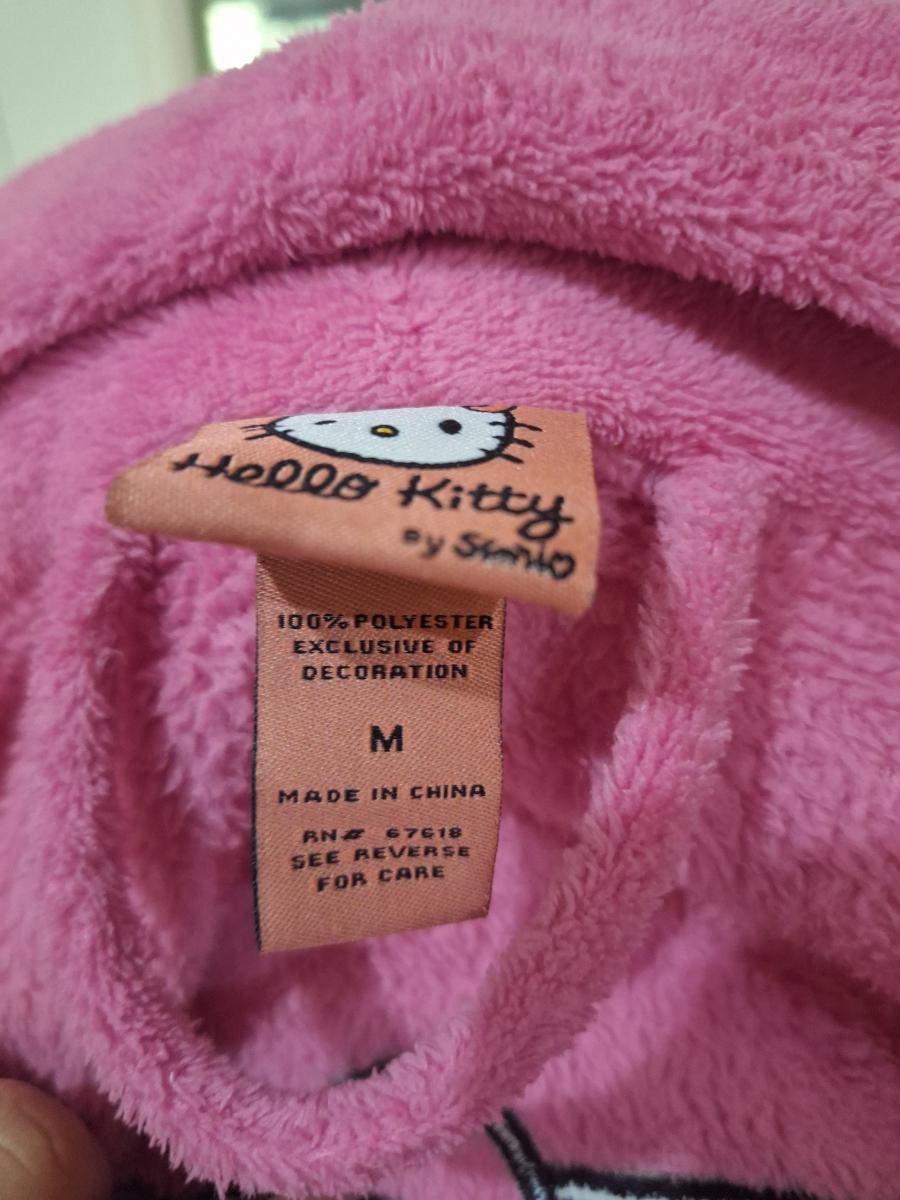 Hello Kitty
By Sanrio
100% POLYESTER
EXCLUSIVE OF
DECORATION
M
MADE IN CHINA
RN# 67618
SEE REVERSE
FOR CARE